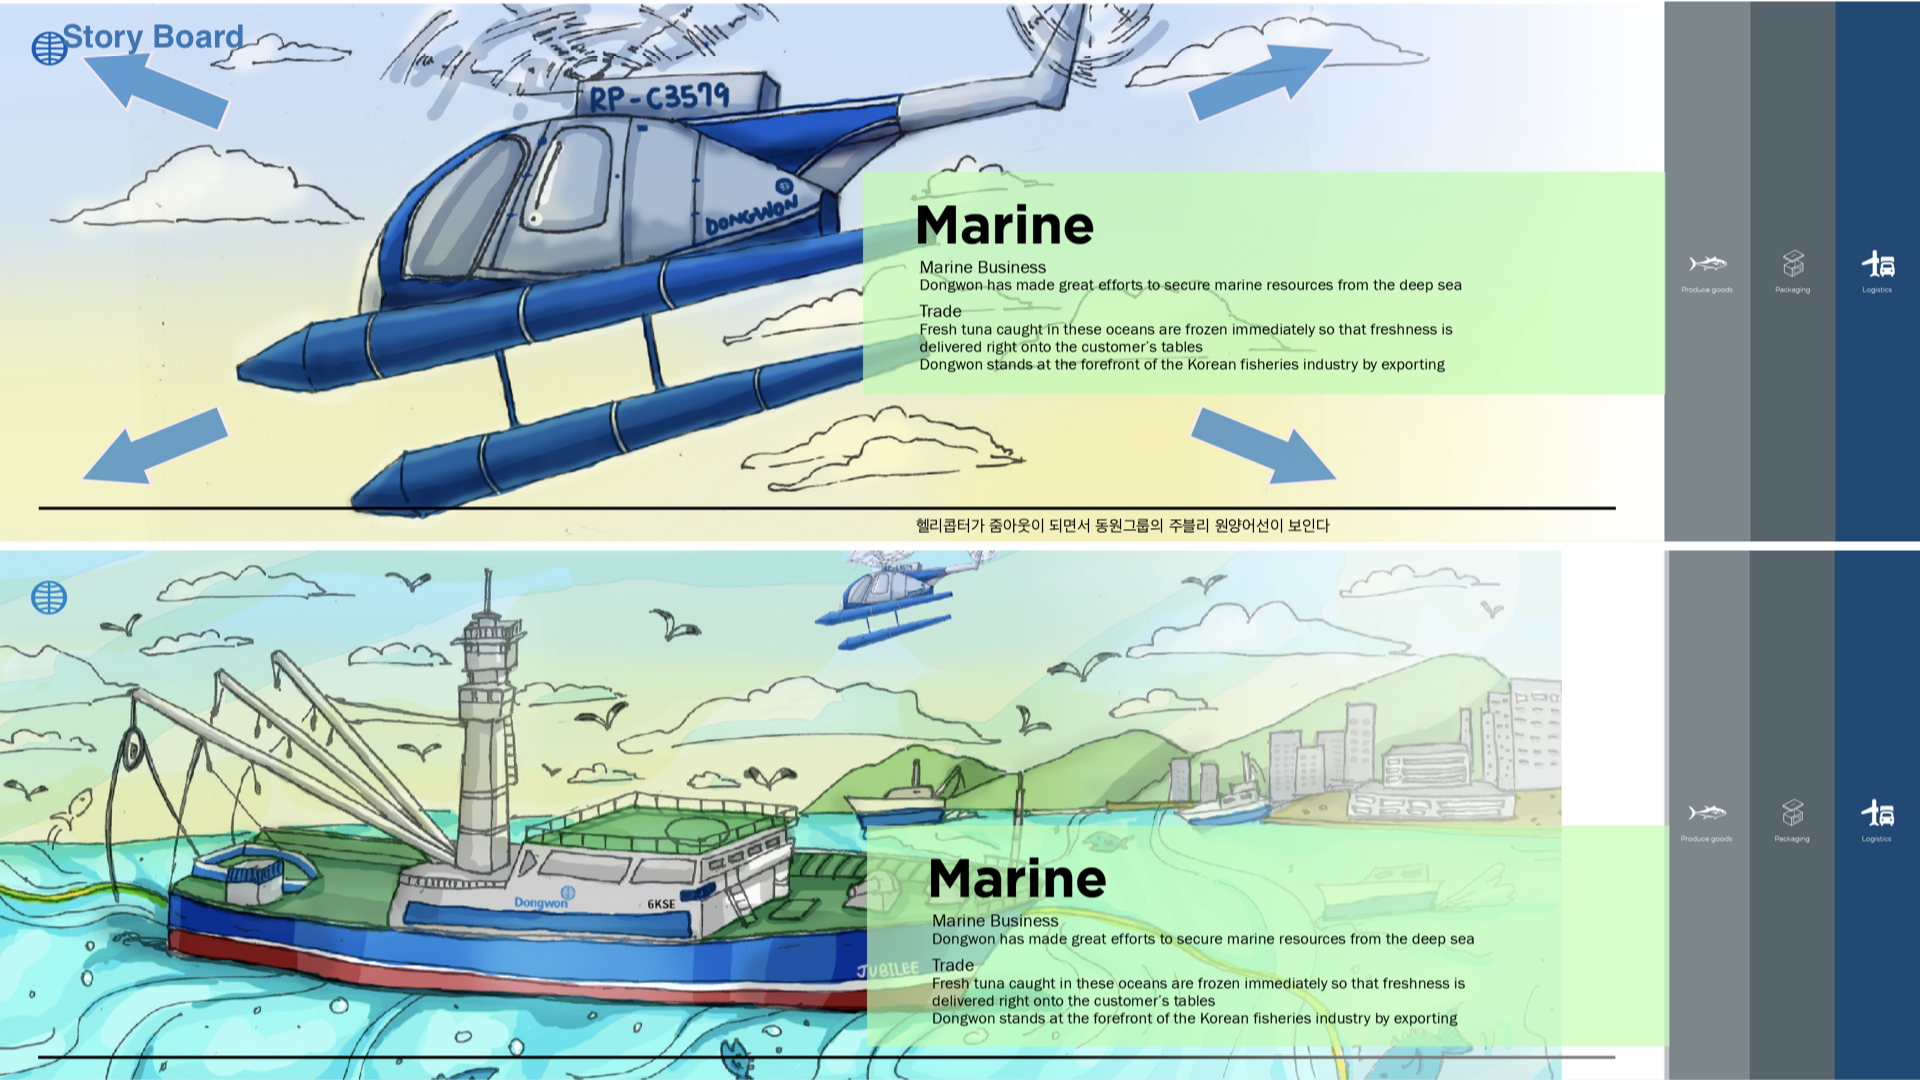 Story Board
RP-C3579
DONGWON
Marine
Marine Business
Dongwon has made great efforts to secure marine resources from the deep sea
Trade
Fresh tuna caught in these oceans are frozen immediately so that freshness is
delivered right onto the customer's tables
Dongwon stands at the forefront of the Korean fisheries industry by exporting
Produce goods
Packaging
Logistics
헬리콥터가 줌아웃이 되면서 동원그룹의 주블리 원양어선이 보인다
RP-C3579
Dongwon
6KSE
JUBILEE
Marine
Marine Business
Dongwon has made great efforts to secure marine resources from the deep sea
Trade
Fresh tuna caught in these oceans are frozen immediately so that freshness is
delivered right onto the customer's tables
Dongwon stands at the forefront of the Korean fisheries industry by exporting
Produce goods
Packaging
Logistics